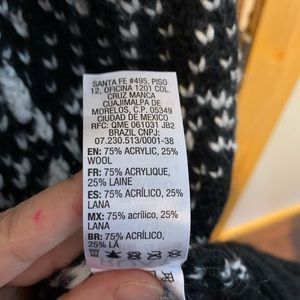 SANTA FE #495, PISO
12, OFICINA 1201 COL.
CRUZ MANCA
CUAJIMALPA DE
MORELOS, C.P. 05349
CIUDAD DE MEXICO
RFC: QME 061031 JB2
BRAZIL CNPJ:
07.230.513/0001-38
EN: 75% ACRYLIC, 25%
WOOL
FR: 75% ACRYLIQUE,
25% LAINE
ES: 75% ACRÍLICO, 25%
LANA
MX: 75% acrílico, 25%
LANA
BR: 75% ACRÍLICO,
25% LÃ